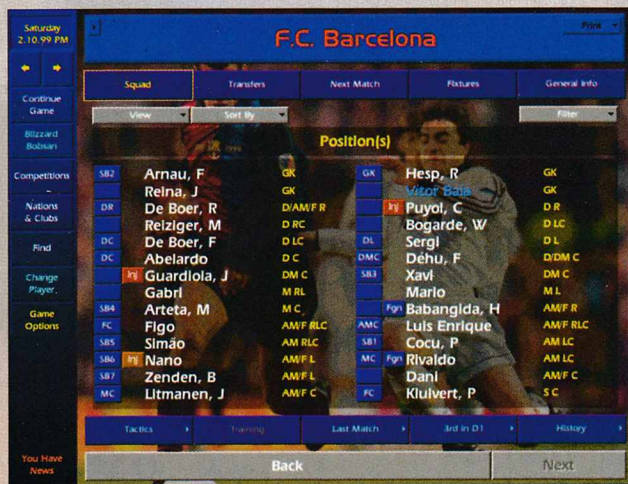 Saturday
2.10.99 PM
F.C. Barcelona
Print
Squad Transfers Next Match Fixtures General Info
Continue
Game
View Sort By Filter
Blizzard
Bobsan
Position(s)
Competitions
SB2 Arnau, F GK GK Hesp, R GK
Reina, J GK Vitor Baia GK
Nations
& Clubs
DR De Boer, R D/AM/F R Inj Puyol, C D R
Reiziger, M D RC Bogarde, W D LC
Find
DC De Boer, F D LC DL Sergi D L
DC Abelardo D C DMC Déhu, F D/DM C
Change
Player
Inj Guardiola, J DM C SB3 Xavi DM C
Gabri M RL Mario M L
Game
Options
SB4 Arteta, M M C Fgn Babangida, H AM/F R
FC Figo AM/F RLC AMC Luis Enrique AM/F RLC
SB5 Simão AM RLC SB1 Cocu, P AM LC
SB6 Inj Nano AM/F L MC Fgn Rivaldo AM LC
SB7 Zenden, B AM/F L Dani AM/F C
MC Litmanen, J AM/F C FC Kluivert, P S C
Tactics Training Last Match 3rd in D1 History
You Have
News
Back Next